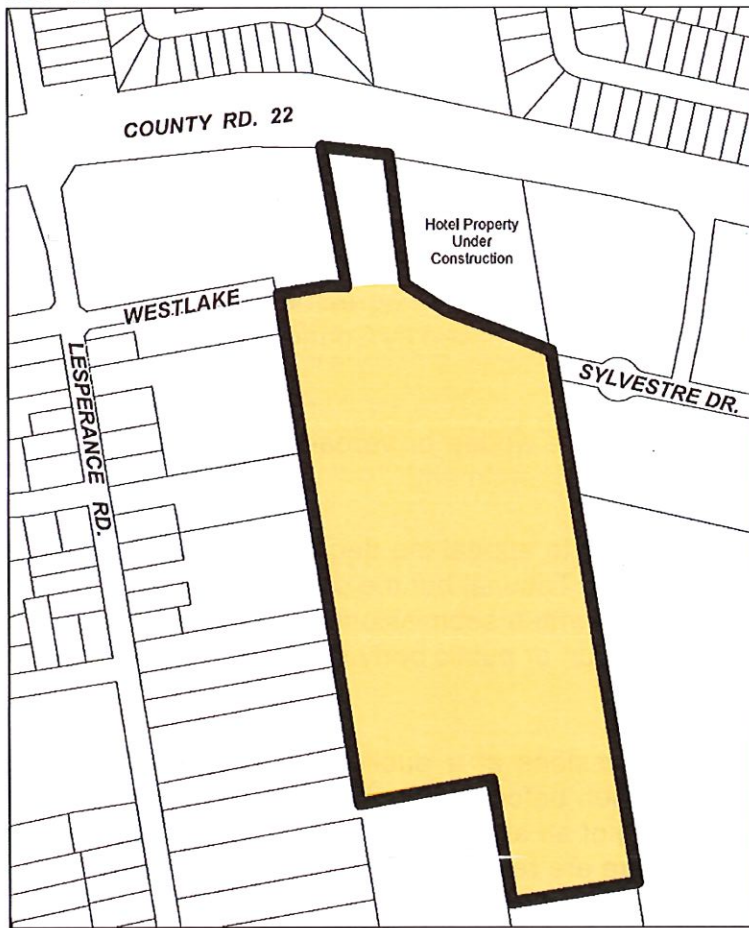 COUNTY RD. 22
Hotel Property
Under
Construction
WESTLAKE
SYLVESTRE DR.
LESPERANCE RD.